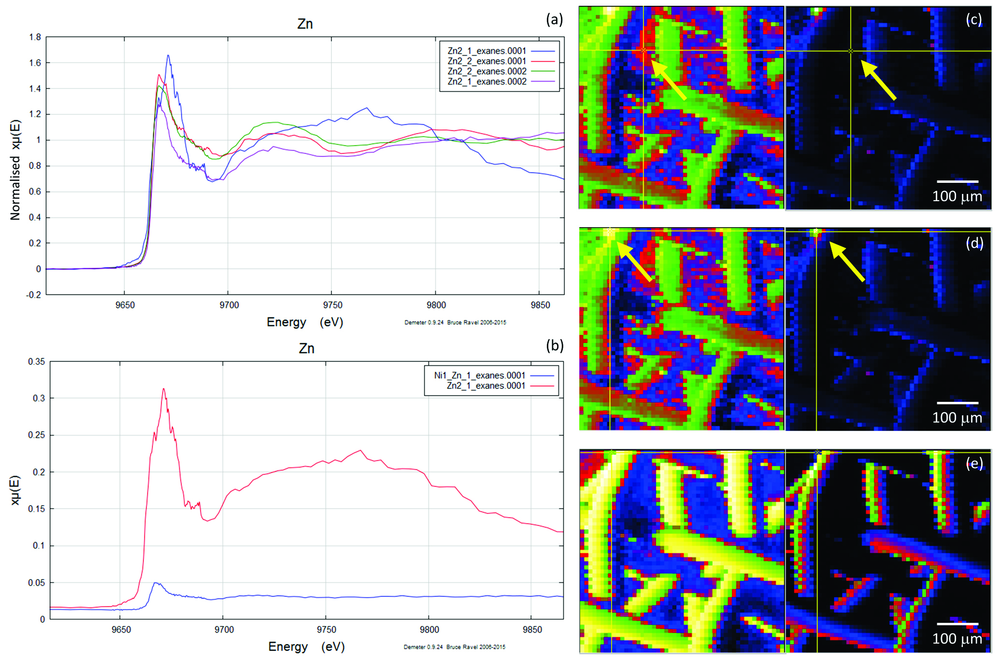 (a)
Zn
1.8
1.6
1.4
1.2
1
0.8
0.6
0.4
0.2
0
-0.2
Normalised xμ(E)
Zn2_1_exanes.0001
Zn2_2_exanes.0001
Zn2_2_exanes.0002
Zn2_1_exanes.0002
9650 9700 9750 9800 9850
Energy (eV)
Demeter 0.9.24 Bruce Ravel 2006-2015
(b)
Zn
0.35
0.3
0.25
0.2
0.15
0.1
0.05
0
xμ(E)
Ni1_Zn_1_exanes.0001
Zn2_1_exanes.0001
9650 9700 9750 9800 9850
Energy (eV)
Demeter 0.9.24 Bruce Ravel 2006-2015
(c)
100 μm
(d)
100 μm
(e)
100 μm